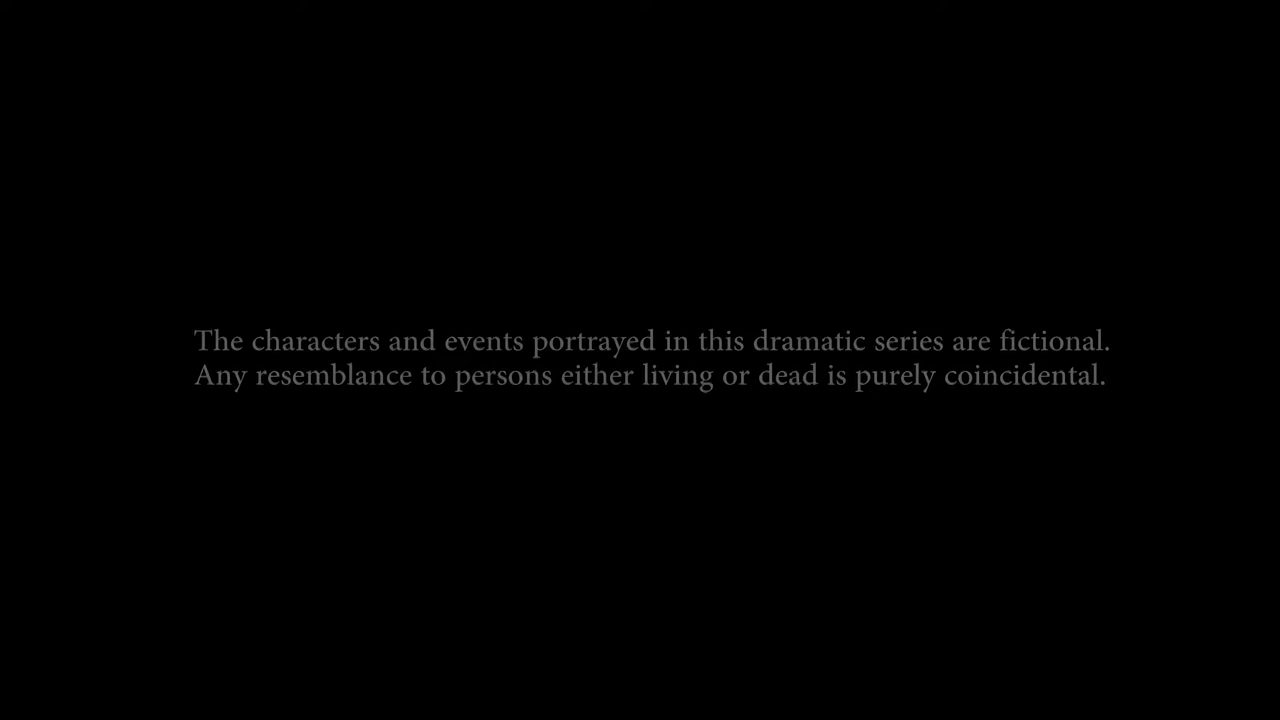 The characters and events portrayed in this dramatic series are fictional.
Any resemblance to persons either living or dead is purely coincidental.